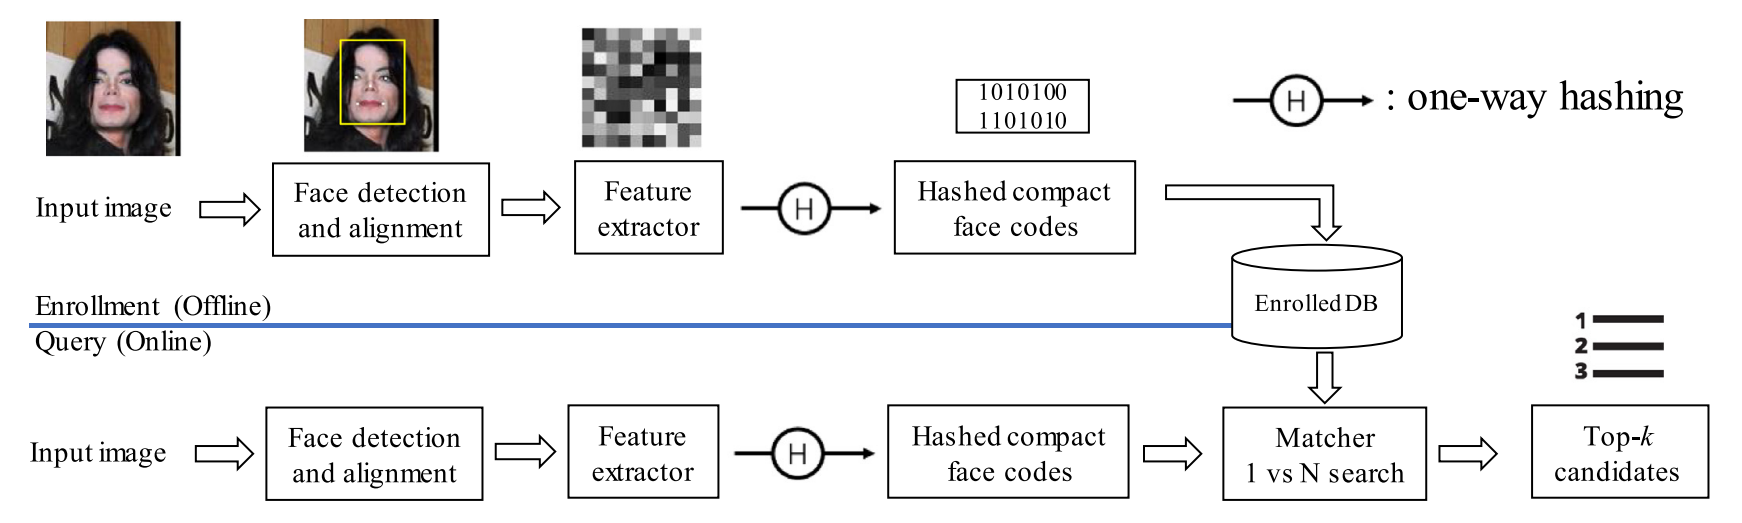 1010100
1101010
H : one-way hashing
Input image
Face detection
and alignment
Feature
extractor
H
Hashed compact
face codes
Enrolled DB
Enrollment (Offline)
Query (Online)
1
2
3
Input image
Face detection
and alignment
Feature
extractor
H
Hashed compact
face codes
Matcher
1 vs N search
Top-k
candidates